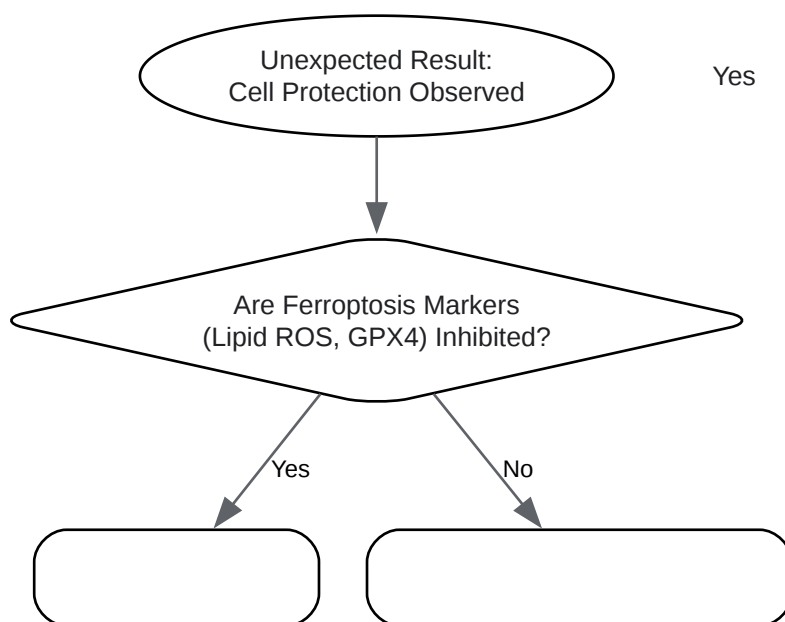 Unexpected Result:
Cell Protection Observed
Yes
Are Ferroptosis Markers
(Lipid ROS, GPX4) Inhibited?
Yes
No